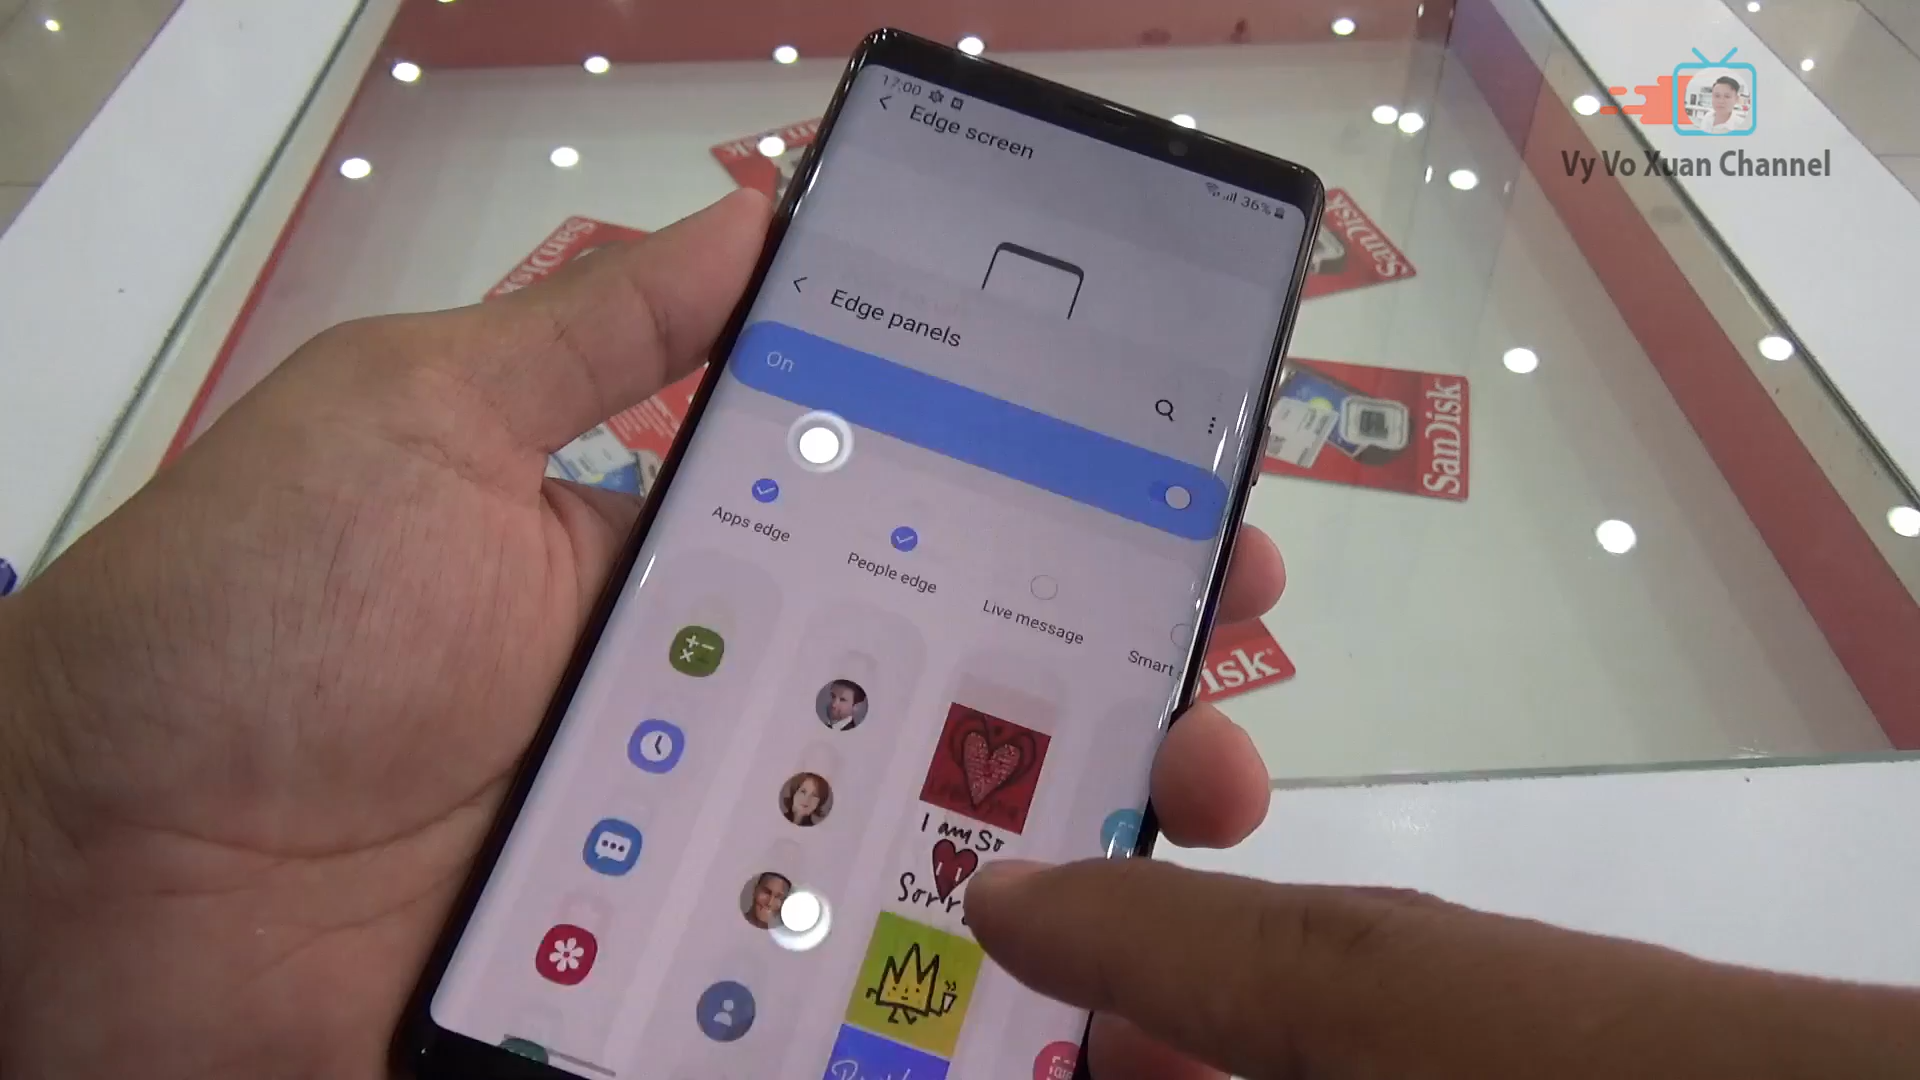 17:00
Edge screen
36%
Edge panels
On
Apps edge
People edge
Live message
Smart
I am So
Sorry
SanDisk
SanDisk
SanDisk
Disk
Vy Vo Xuan Channel